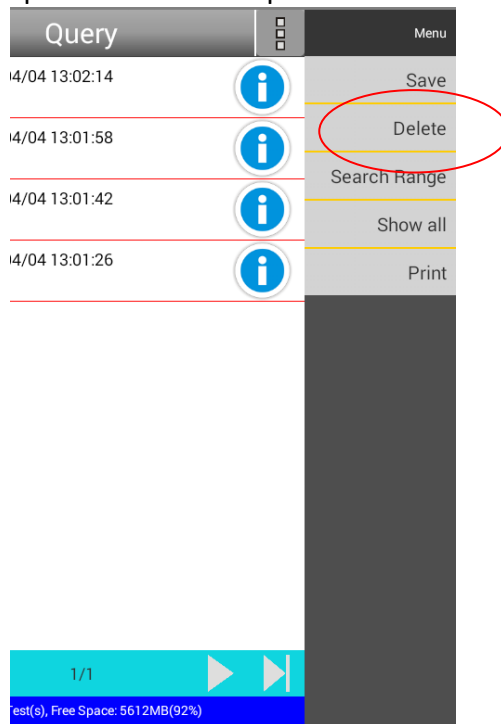 Query
Menu
4/04 13:02:14
Save
4/04 13:01:58
Delete
Search Range
4/04 13:01:42
Show all
4/04 13:01:26
Print
1/1
est(s), Free Space: 5612MB(92%)